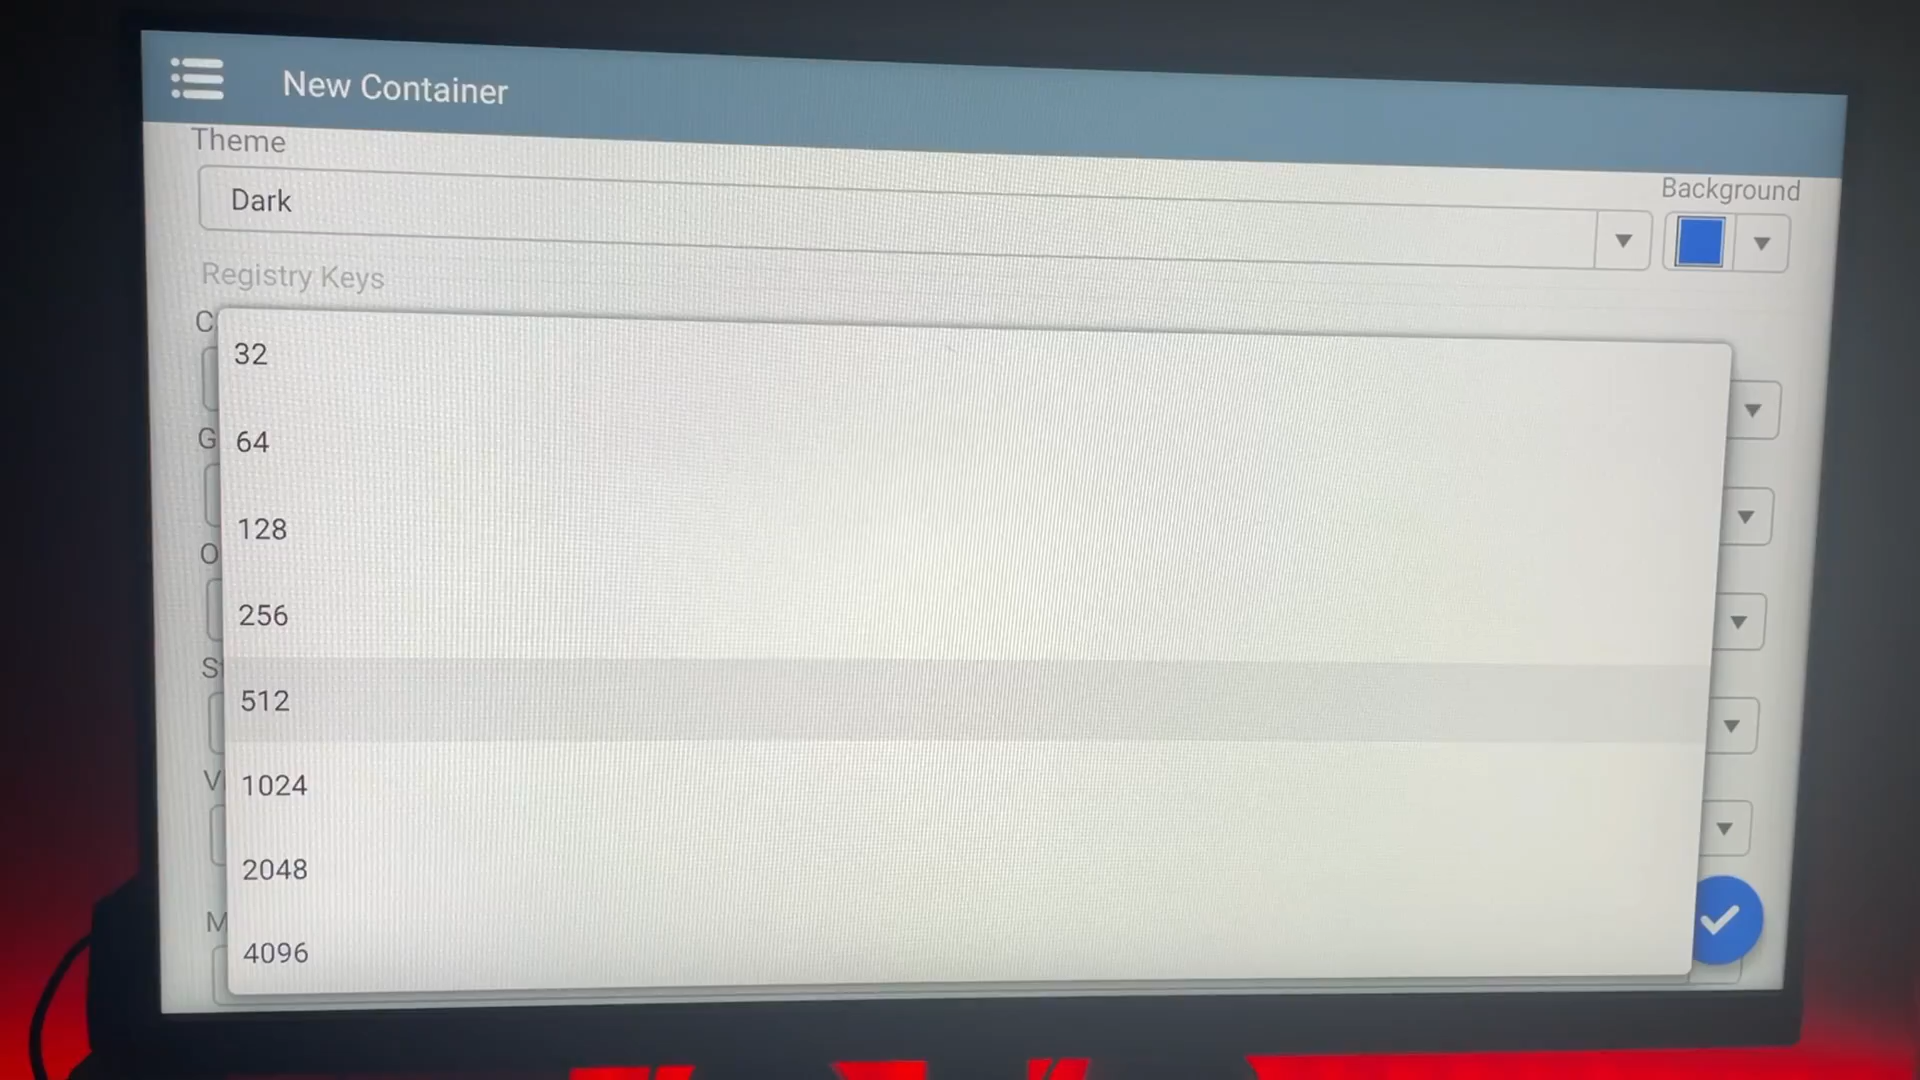 New Container
Theme
Dark
Background
Registry Keys
C
32
G
64
128
O
256
S
512
V
1024
2048
M
4096